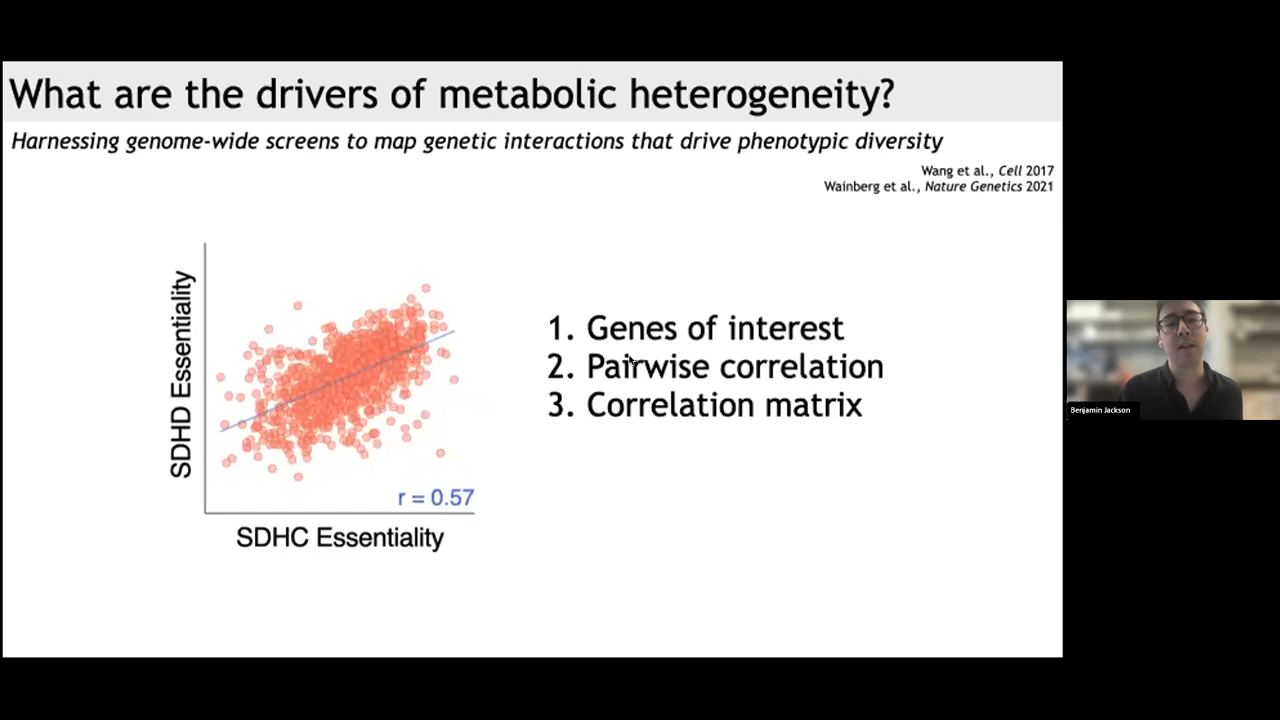 What are the drivers of metabolic heterogeneity?
Harnessing genome-wide screens to map genetic interactions that drive phenotypic diversity
Wang et al., Cell 2017
Wainberg et al., Nature Genetics 2021
SDHD Essentiality
r = 0.57
SDHC Essentiality
1. Genes of interest
2. Pairwise correlation
3. Correlation matrix
Benjamin Jackson